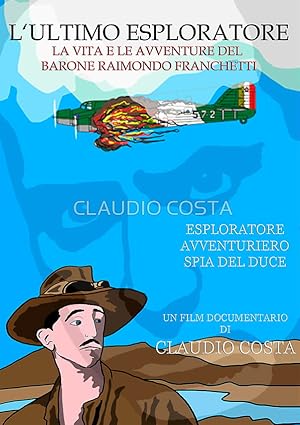 L'ULTIMO ESPLORATORE
LA VITA E LE AVVENTURE DEL
BARONE RAIMONDO FRANCHETTI
572
CLAUDIO COSTA
ESPLORATORE
AVVENTURIERO
SPIA DEL DUCE
UN FILM DOCUMENTARIO
DI
CLAUDIO COSTA